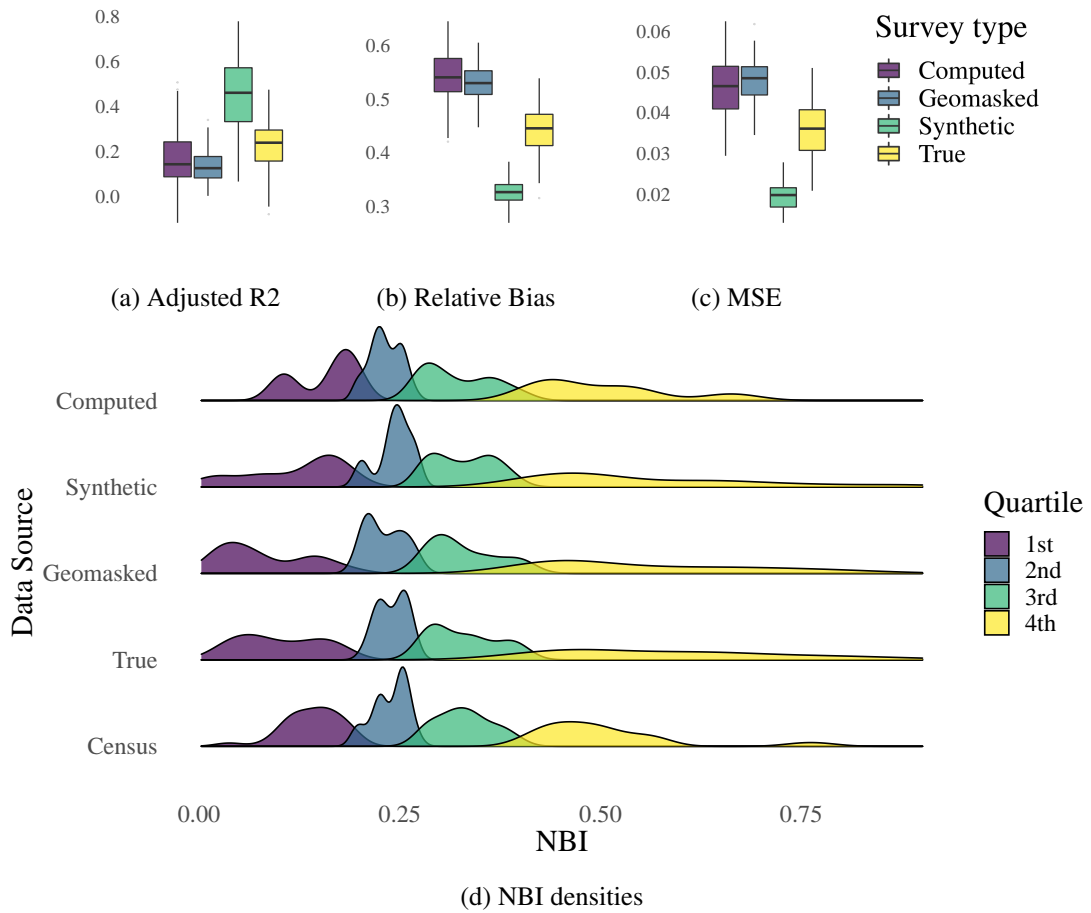 0.8
0.6
0.4
0.2
0.0
0.6
0.5
0.4
0.3
0.06
0.05
0.04
0.03
0.02
Survey type
Computed
Geomasked
Synthetic
True
(a) Adjusted R2
(b) Relative Bias
(c) MSE
Data Source
Computed
Synthetic
Geomasked
True
Census
0.00
0.25
0.50
0.75
NBI
Quartile
1st
2nd
3rd
4th
(d) NBI densities